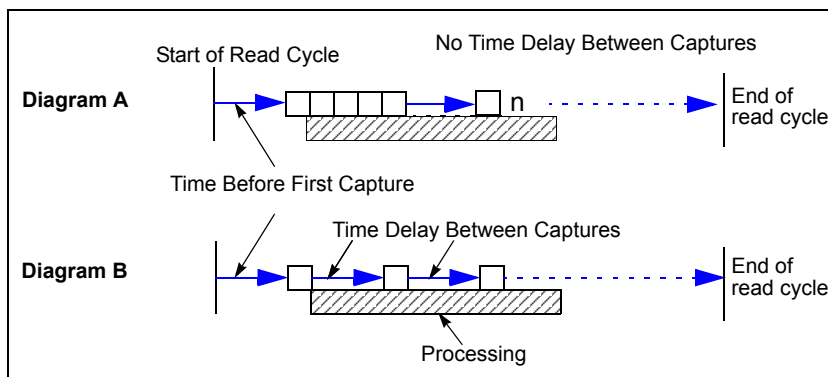 No Time Delay Between Captures
Start of Read Cycle
Diagram A
n
End of
read cycle
Time Before First Capture
Time Delay Between Captures
Diagram B
End of
read cycle
Processing